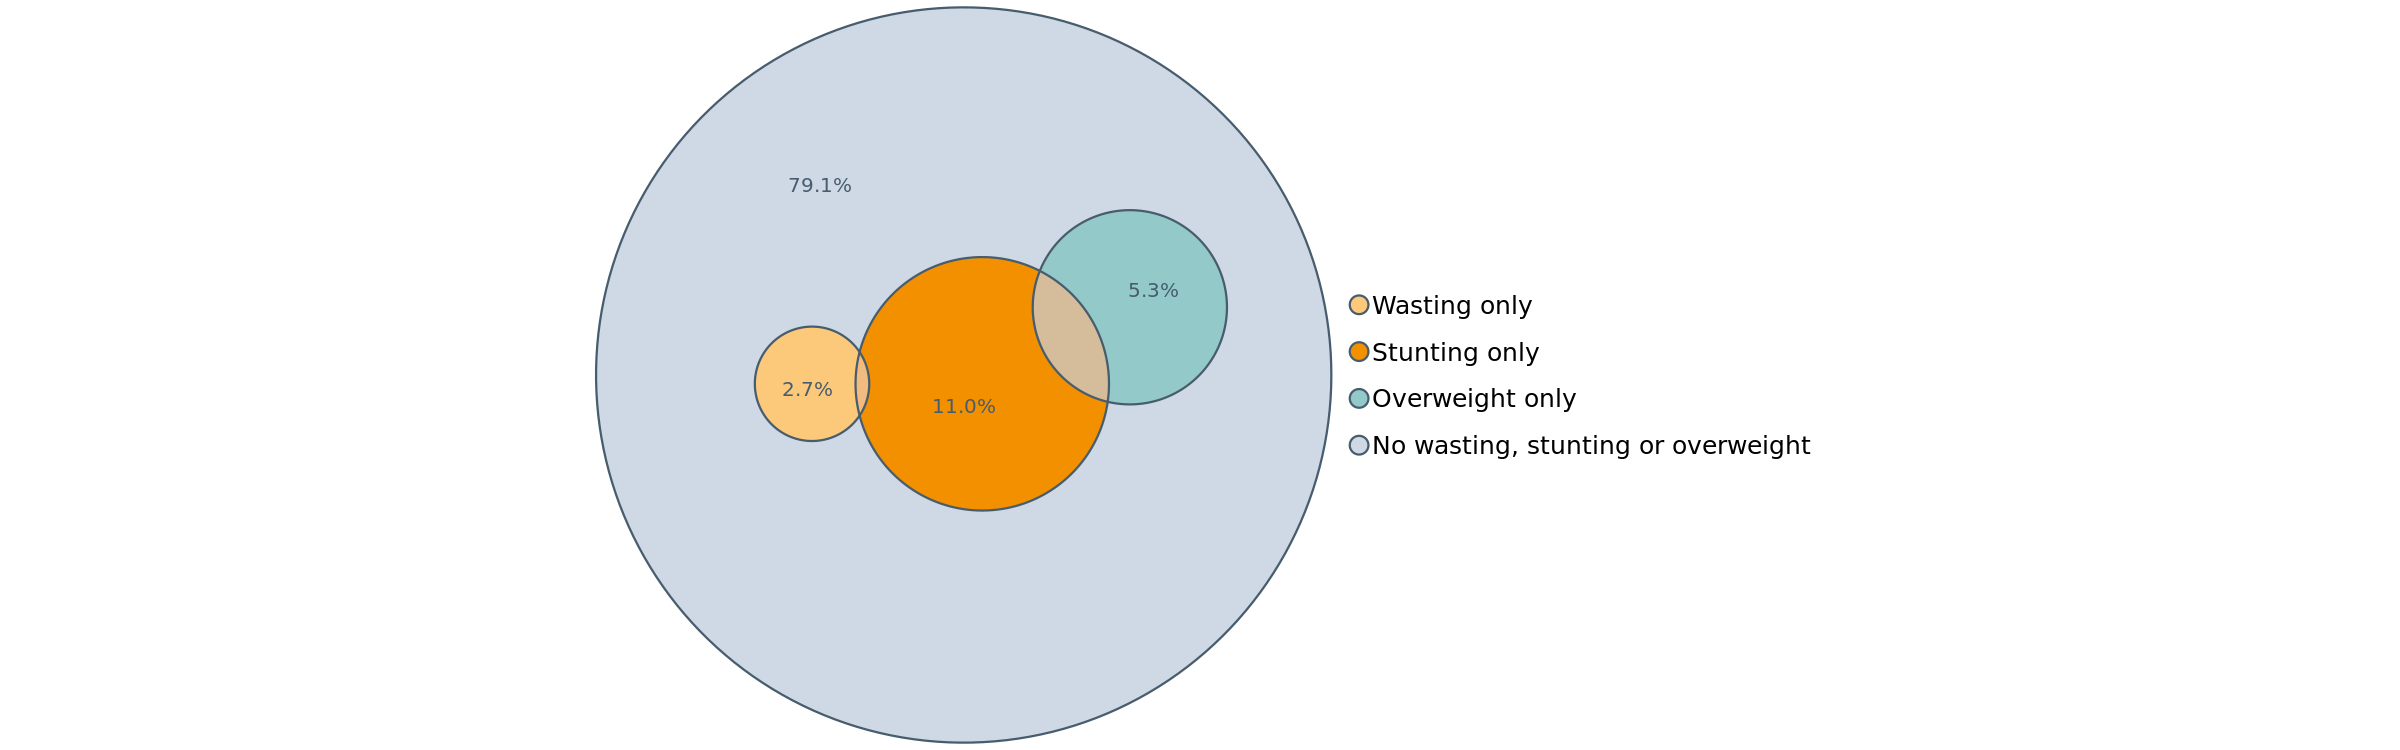 79.1%
5.3%
2.7%
11.0%
Wasting only
Stunting only
Overweight only
No wasting, stunting or overweight